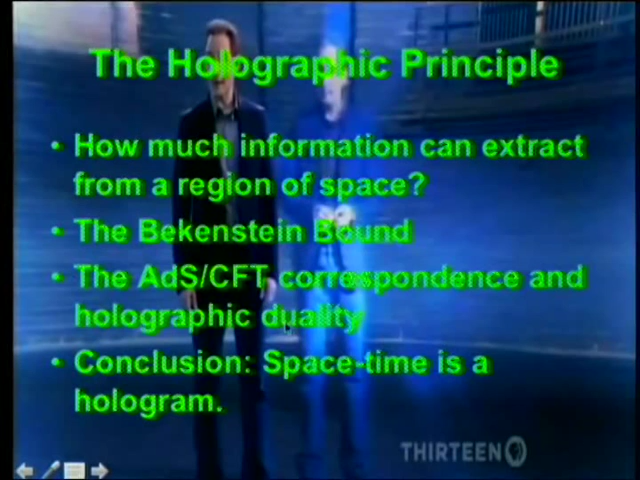 The Holographic Principle
• How much information can extract
from a region of space?
• The Bekenstein Bound
• The AdS/CFT correspondence and
holographic duality
• Conclusion: Space-time is a
hologram.
THIRTEEN